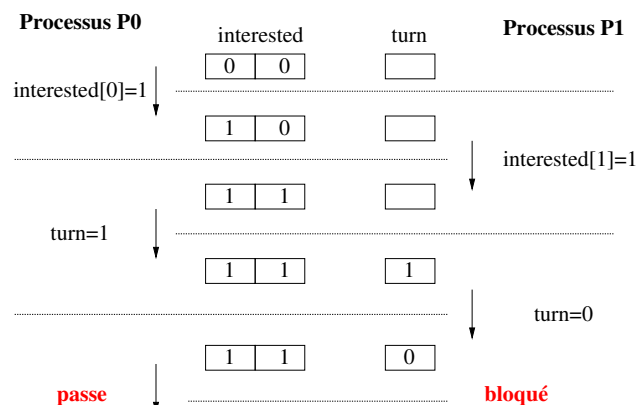 Processus P0
interested turn
Processus P1
0 0
interested[0]=1
1 0
interested[1]=1
1 1
turn=1
1 1 1
turn=0
1 1 0
passe
bloqué